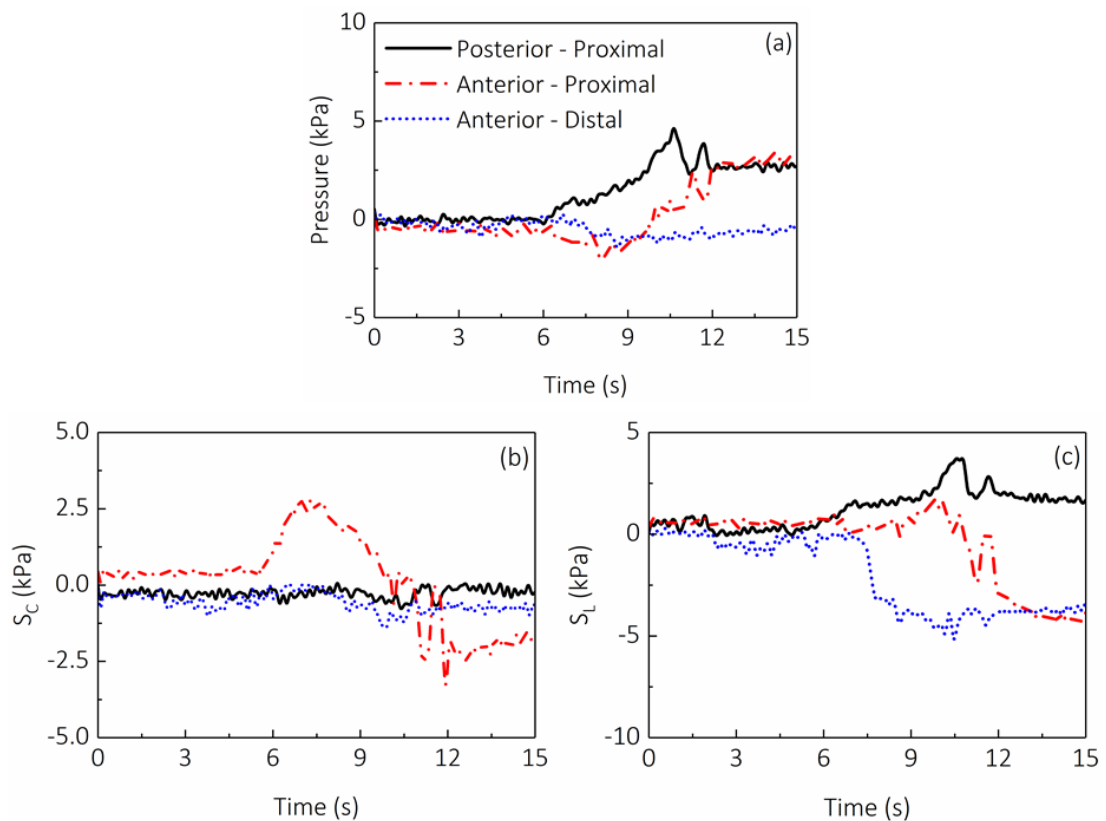 (a)
Posterior - Proximal
Anterior - Proximal
Anterior - Distal
Pressure (kPa)
10
5
0
-5
0 3 6 9 12 15
Time (s)
(b)
S_C (kPa)
5.0
2.5
0.0
-2.5
-5.0
0 3 6 9 12 15
Time (s)
(c)
S_L (kPa)
5
0
-5
-10
0 3 6 9 12 15
Time (s)